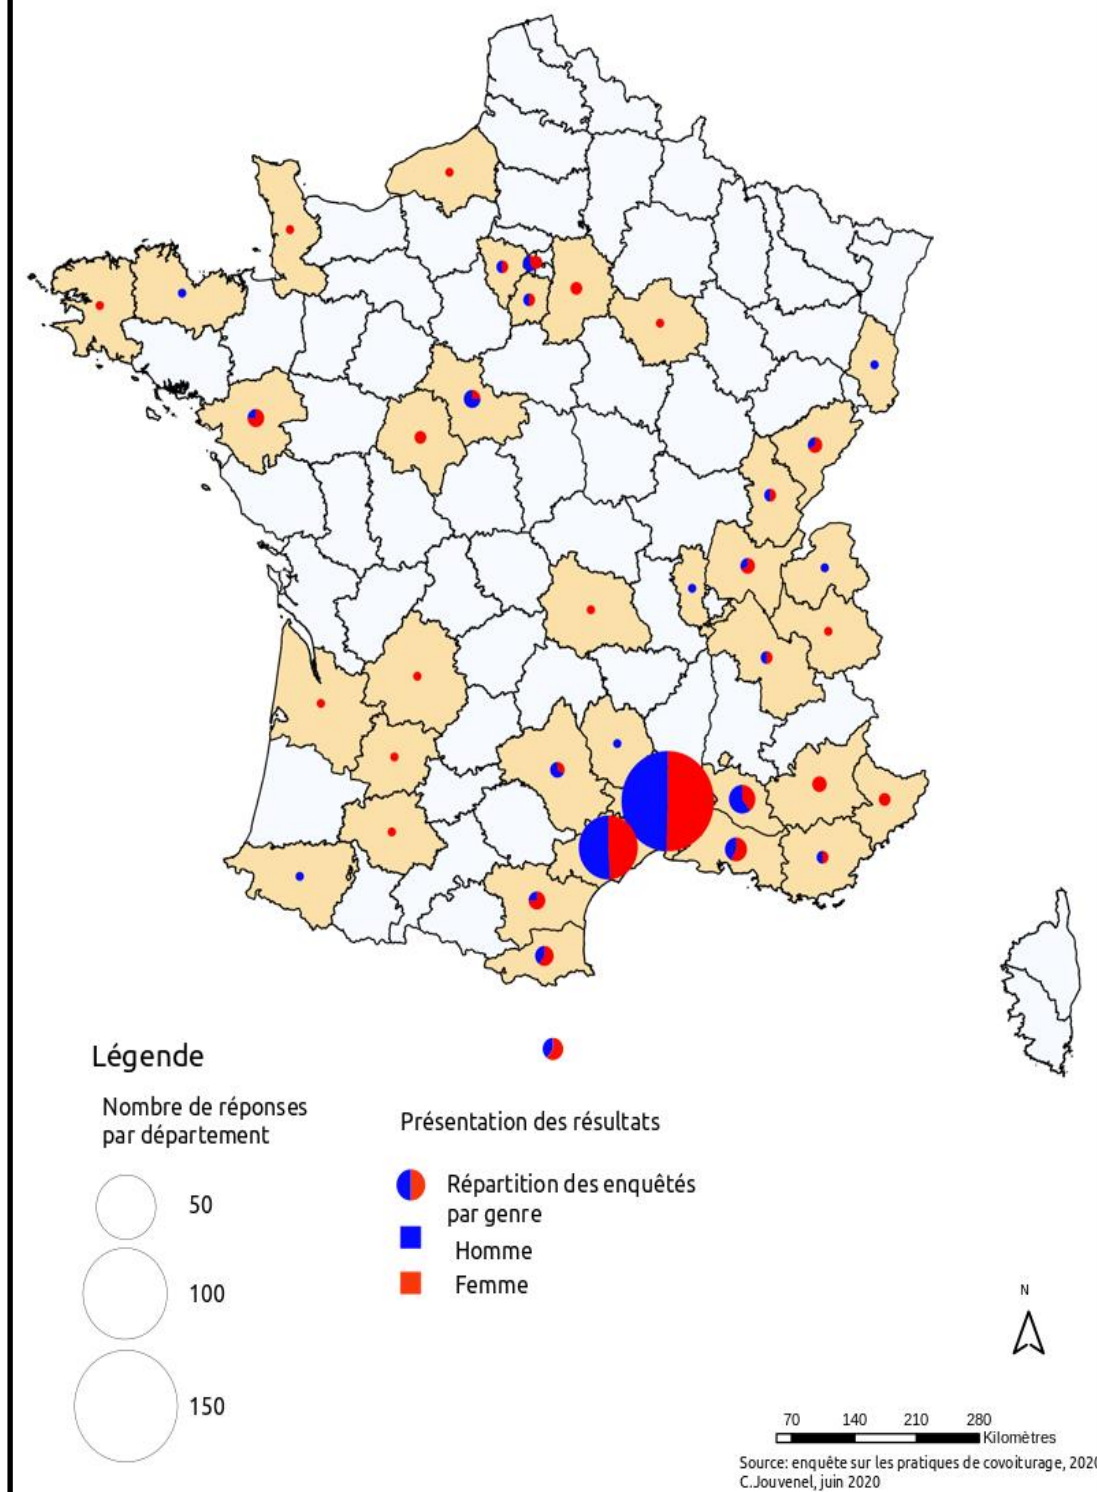 Légende
Nombre de réponses
par département
50
100
150
Présentation des résultats
Répartition des enquêtés
par genre
Homme
Femme
N
70 140 210 280
Kilomètres
Source: enquête sur les pratiques de covoiturage, 2020
C.Jouvenel, juin 2020